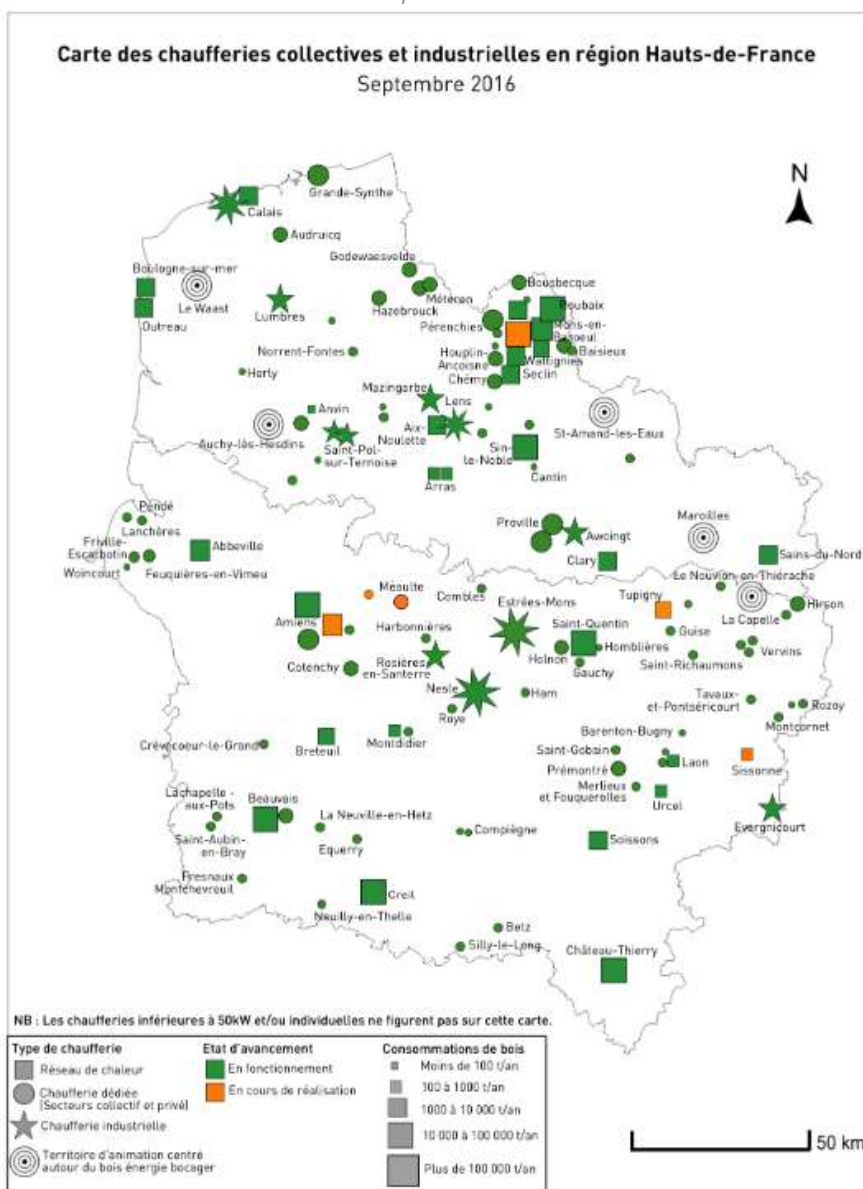 Carte des chaufferies collectives et industrielles en région Hauts-de-France
Septembre 2016
N
Grande-Synthe
Calais
Audruicq
Godewaesvelde
Boulogne-sur-mer
Le Waast
Outreau
Lumbres
Hazebrouck
Météren
Bousbecque
Roubaix
Pérenchies
Mons-en-
Baroeul
Houplin-
Ancoisne
Wattignies
Baisieux
Norrent-Fontes
Chémy
Seclin
Herly
Mazingarbe
Lens
Anvin
Aix-
Noulette
St-Amand-les-Eaux
Auchy-lès-Hesdins
Saint-Pol-
sur-Ternoise
Sin-
le-Noble
Cantin
Arras
Proville
Awoingt
Maroilles
Pendé
Lanchères
Friville-
Escarbotin
Woincourt
Feuquières-en-Vimeu
Abbeville
Clary
Sains-du-Nord
Le Nouvion-en-Thiérache
Méaulte
Combles
Estrées-Mons
Tupigny
La Capelle
Hirson
Amiens
Harbonnières
Saint-Quentin
Guise
Homblières
Vervins
Cotenchy
Rosières
en-Santerre
Holnon
Gauchy
Saint-Richaumons
Nesle
Ham
Tavaux-
et-Pontséricourt
Rozoy
Roye
Montcornet
Crèvecoeur-le-Grand
Breteuil
Montdidier
Barenton-Bugny
Saint-Gobain
Laon
Prémontré
Sissonne
Merlieux
et Fouquerolles
Urcel
Lachapelle
-aux-Pots
Beauvais
La Neuville-en-Hetz
Compiègne
Evergnicourt
Saint-Aubin-
en-Bray
Equerry
Soissons
Fresnaux
Montchevreuil
Creil
Neuilly-en-Thelle
Betz
Silly-le-Long
Château-Thierry
NB : Les chaufferies inférieures à 50kW et/ou individuelles ne figurent pas sur cette carte.
Type de chaufferie
Réseau de chaleur
Chaufferie dédiée
(Secteurs collectif et privé)
Chaufferie industrielle
Territoire d'animation centré
autour du bois énergie bocager
Etat d'avancement
En fonctionnement
En cours de réalisation
Consommations de bois
Moins de 100 t/an
100 à 1000 t/an
1000 à 10 000 t/an
10 000 à 100 000 t/an
Plus de 100 000 t/an
50 km